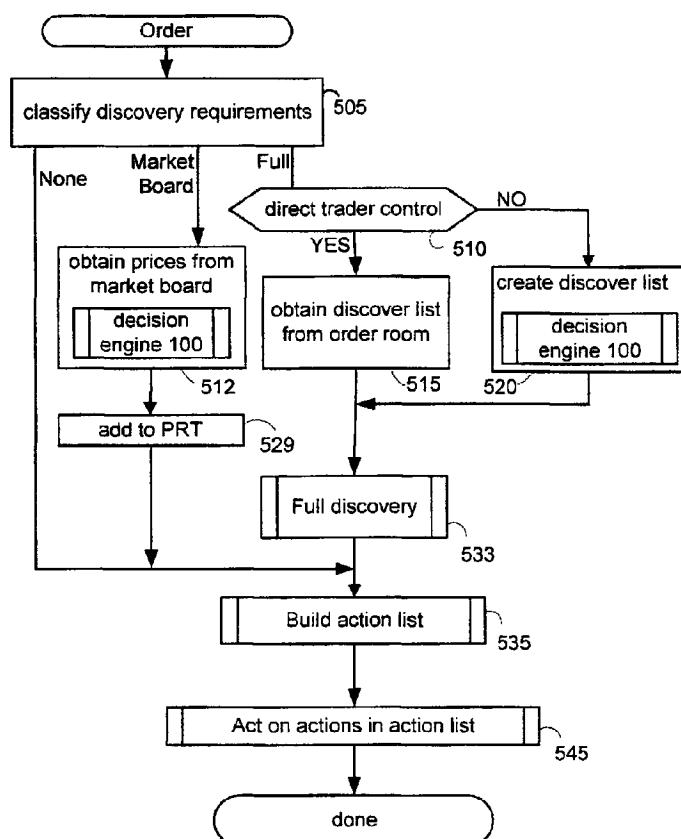 Order
classify discovery requirements
505
None
Market
Board
Full
direct trader control
NO
510
YES
obtain prices from
market board
decision
engine 100
512
obtain discover list
from order room
515
create discover list
decision
engine 100
520
add to PRT
529
Full discovery
533
Build action list
535
Act on actions in action list
545
done